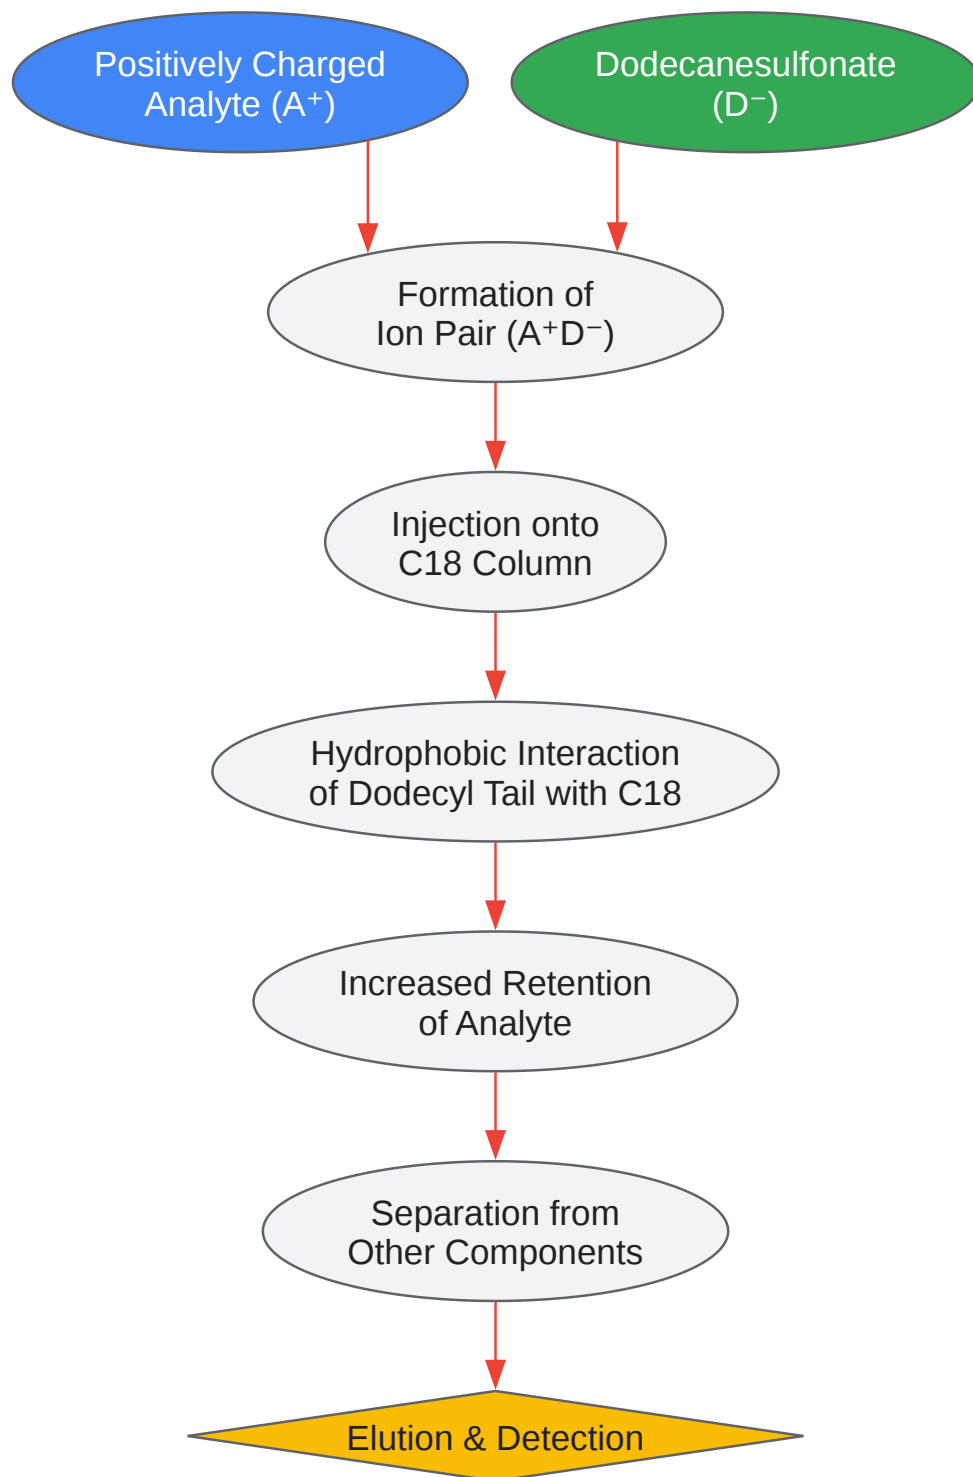 Positively Charged
Analyte (A⁺)
Dodecanesulfonate
(D⁻)
Formation of
Ion Pair (A⁺D⁻)
Injection onto
C18 Column
Hydrophobic Interaction
of Dodecyl Tail with C18
Increased Retention
of Analyte
Separation from
Other Components
Elution & Detection